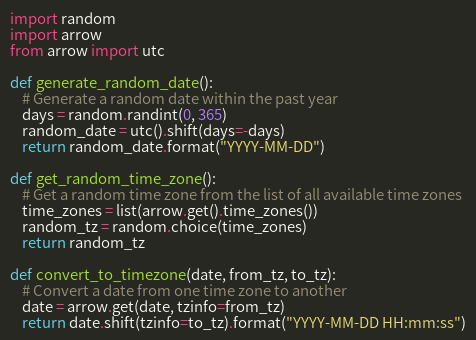 import random
import arrow
from arrow import utc

def generate_random_date():
    # Generate a random date within the past year
    days = random.randint(0, 365)
    random_date = utc().shift(days=-days)
    return random_date.format("YYYY-MM-DD")

def get_random_time_zone():
    # Get a random time zone from the list of all available time zones
    time_zones = list(arrow.get().time_zones())
    random_tz = random.choice(time_zones)
    return random_tz

def convert_to_timezone(date, from_tz, to_tz):
    # Convert a date from one time zone to another
    date = arrow.get(date, tzinfo=from_tz)
    return date.shift(tzinfo=to_tz).format("YYYY-MM-DD HH:mm:ss")